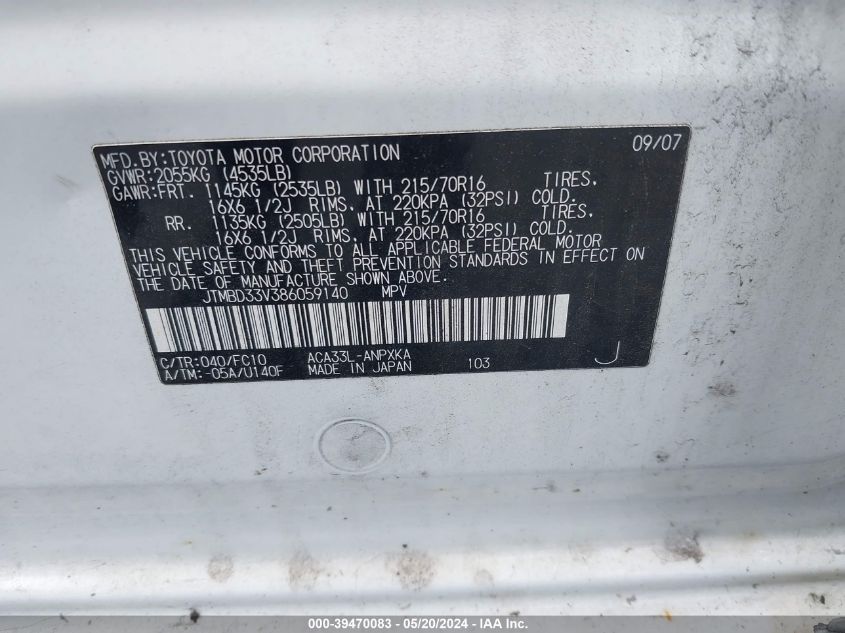 MFD.BY:TOYOTA MOTOR CORPORATION 09/07
GVWR:2055KG (4535LB)
GAWR:FRT. 1145KG (2535LB) WITH 215/70R16 TIRES,
16X6 1/2J RIMS, AT 220KPA (32PSI) COLD.
RR. 1135KG (2505LB) WITH 215/70R16 TIRES,
16X6 1/2J RIMS, AT 220KPA (32PSI) COLD.
THIS VEHICLE CONFORMS TO ALL APPLICABLE FEDERAL MOTOR
VEHICLE SAFETY AND THEFT PREVENTION STANDARDS IN EFFECT ON
THE DATE OF MANUFACTURE SHOWN ABOVE.
JTMBD33V386059140 MPV
C/TR:040/FC10 ACA33L-ANPXKA
A/TM:-05A/U140F MADE IN JAPAN 103 J
000-39470083 - 05/20/2024 - IAA Inc.